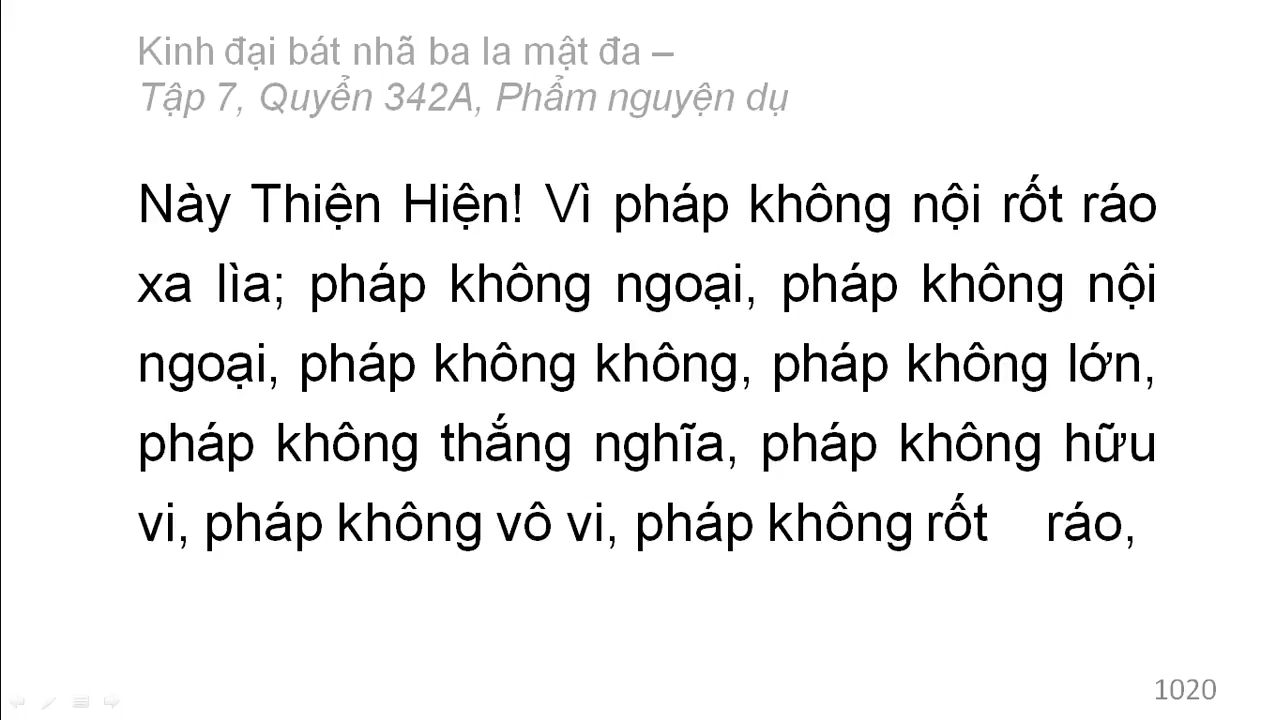 Kinh đại bát nhã ba la mật đa –
Tập 7, Quyển 342A, Phẩm nguyện dụ
Này Thiện Hiện! Vì pháp không nội rốt ráo
xa lìa; pháp không ngoại, pháp không nội
ngoại, pháp không không, pháp không lớn,
pháp không thắng nghĩa, pháp không hữu
vi, pháp không vô vi, pháp không rốt ráo,
1020